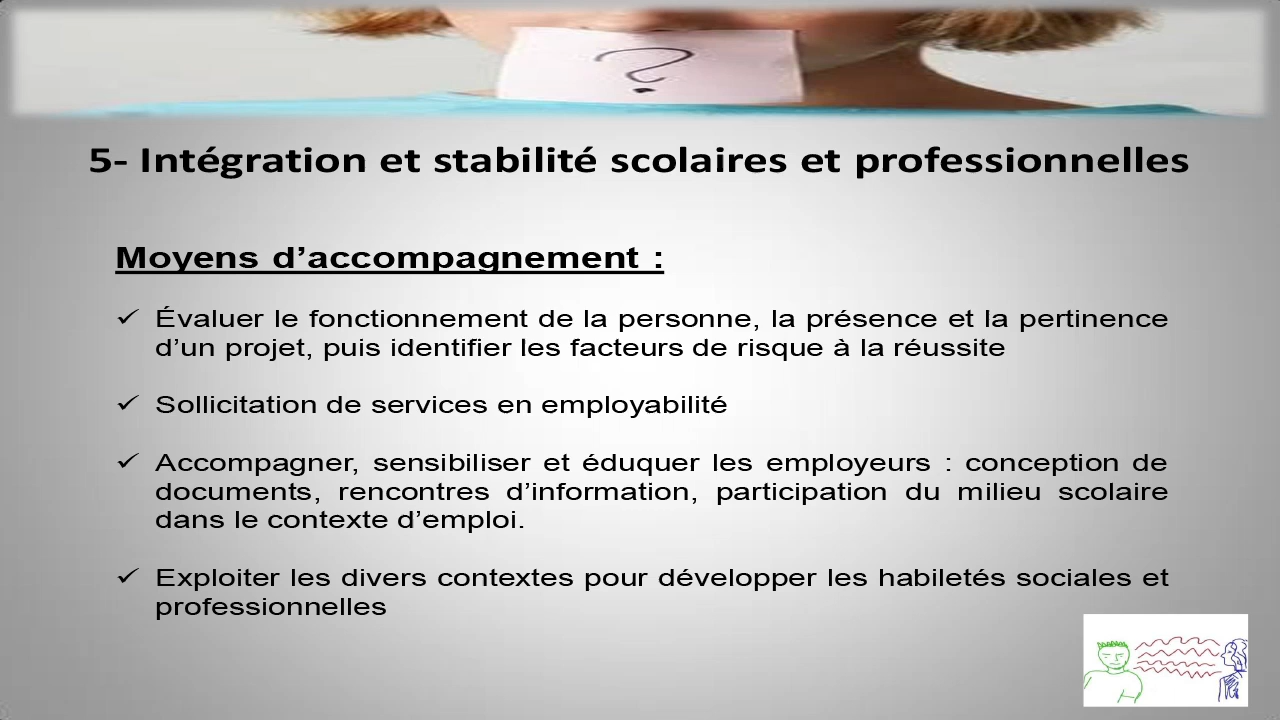 ?
5- Intégration et stabilité scolaires et professionnelles
Moyens d’accompagnement :
✓ Évaluer le fonctionnement de la personne, la présence et la pertinence
d’un projet, puis identifier les facteurs de risque à la réussite
✓ Sollicitation de services en employabilité
✓ Accompagner, sensibiliser et éduquer les employeurs : conception de
documents, rencontres d’information, participation du milieu scolaire
dans le contexte d’emploi.
✓ Exploiter les divers contextes pour développer les habiletés sociales et
professionnelles